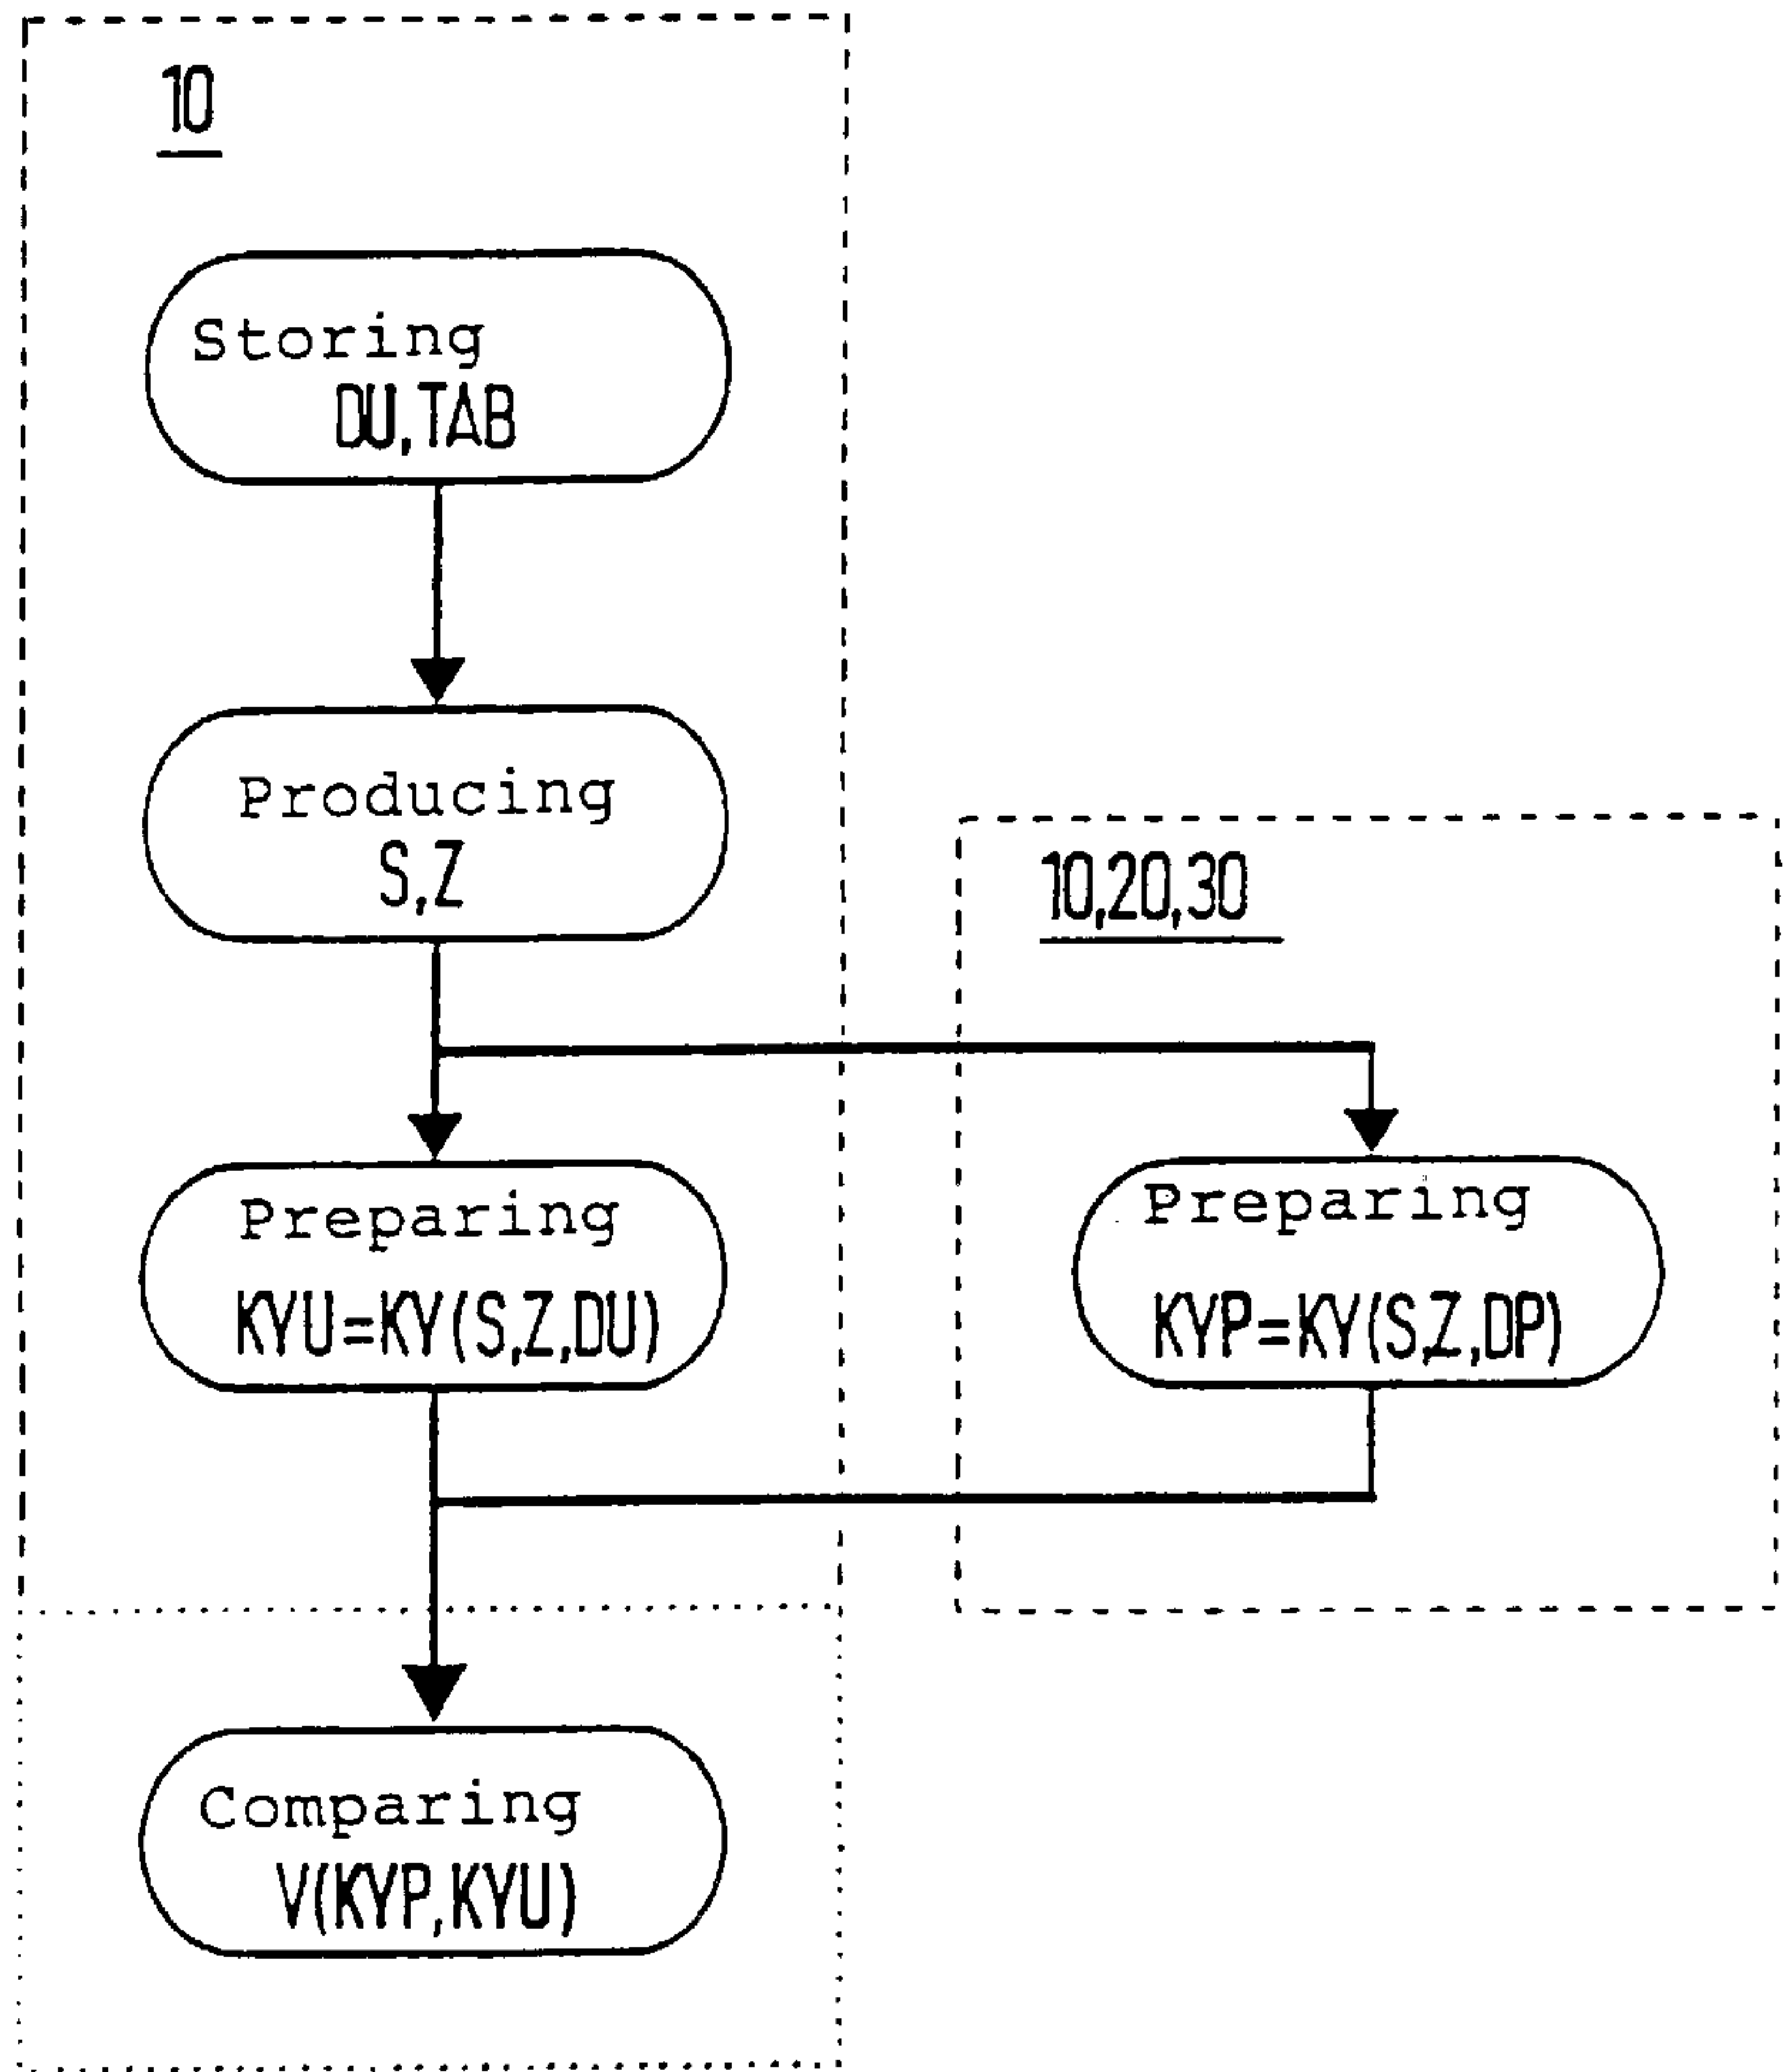 10
Storing
DU,TAB
Producing
S,Z
10,20,30
Preparing
KYU=KY(S,Z,DU)
Preparing
KYP=KY(S,Z,DP)
Comparing
V(KYP,KYU)